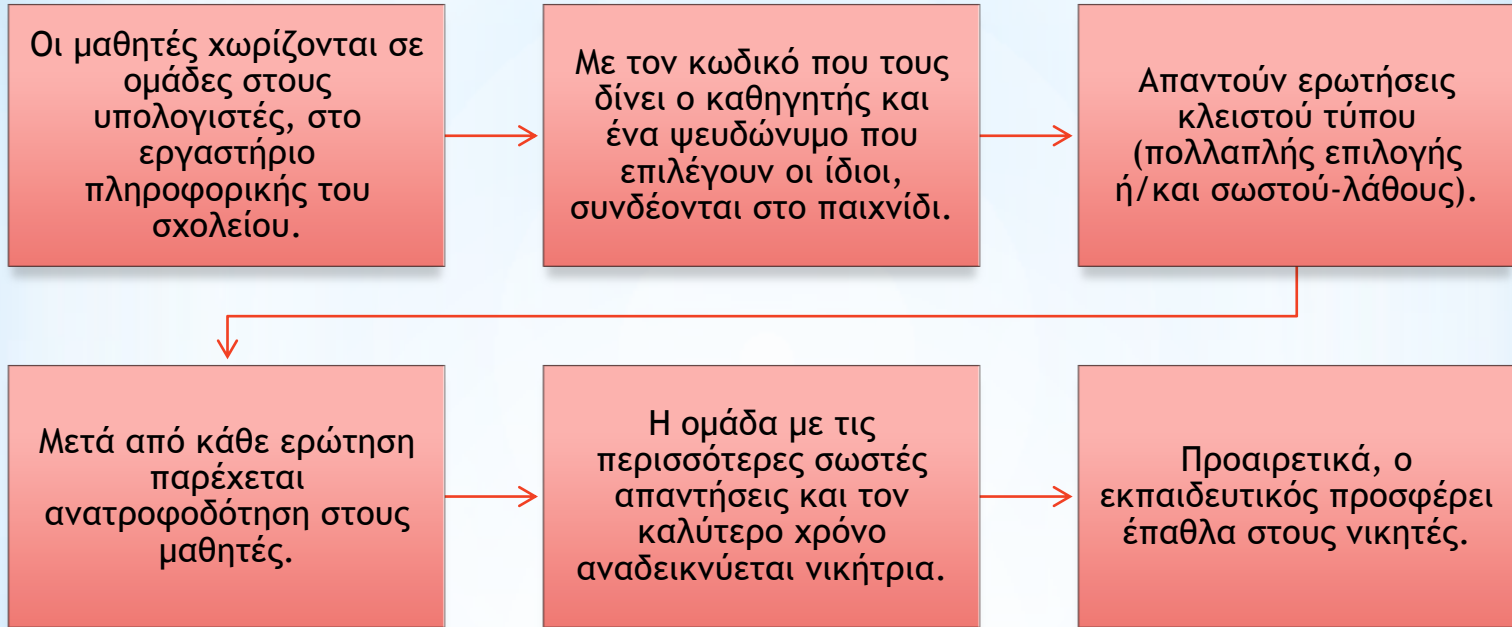 Οι μαθητές χωρίζονται σε
ομάδες στους
υπολογιστές, στο
εργαστήριο
πληροφορικής του
σχολείου.
Με τον κωδικό που τους
δίνει ο καθηγητής και
ένα ψευδώνυμο που
επιλέγουν οι ίδιοι,
συνδέονται στο παιχνίδι.
Απαντούν ερωτήσεις
κλειστού τύπου
(πολλαπλής επιλογής
ή/και σωστού-λάθους).
Μετά από κάθε ερώτηση
παρέχεται
ανατροφοδότηση στους
μαθητές.
Η ομάδα με τις
περισσότερες σωστές
απαντήσεις και τον
καλύτερο χρόνο
αναδεικνύεται νικήτρια.
Προαιρετικά, ο
εκπαιδευτικός προσφέρει
έπαθλα στους νικητές.